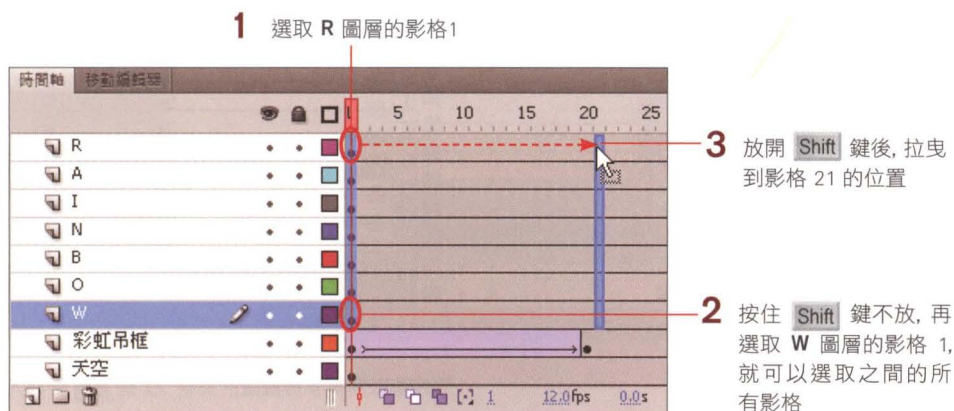 1 選取 R 圖層的影格1
時間軸 移動編輯器
1 5 10 15 20 25
R
A
I
N
B
O
W
彩虹吊框
天空
1 12.0fps 0.0s
3 放開 Shift 鍵後, 拉曳
到影格 21 的位置
2 按住 Shift 鍵不放, 再
選取 W 圖層的影格 1,
就可以選取之間的所
有影格